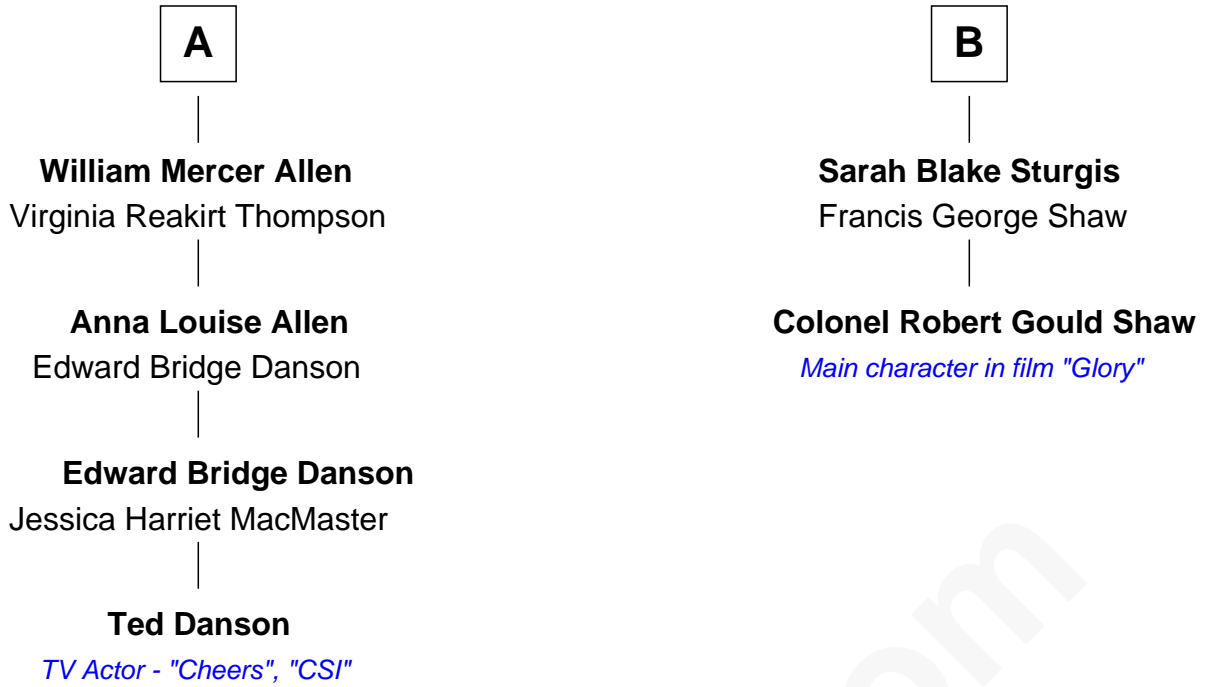 A
William Mercer Allen
Virginia Reakirt Thompson
Anna Louise Allen
Edward Bridge Danson
Edward Bridge Danson
Jessica Harriet MacMaster
Ted Danson
TV Actor - "Cheers", "CSI"
B
Sarah Blake Sturgis
Francis George Shaw
Colonel Robert Gould Shaw
Main character in film "Glory"
om